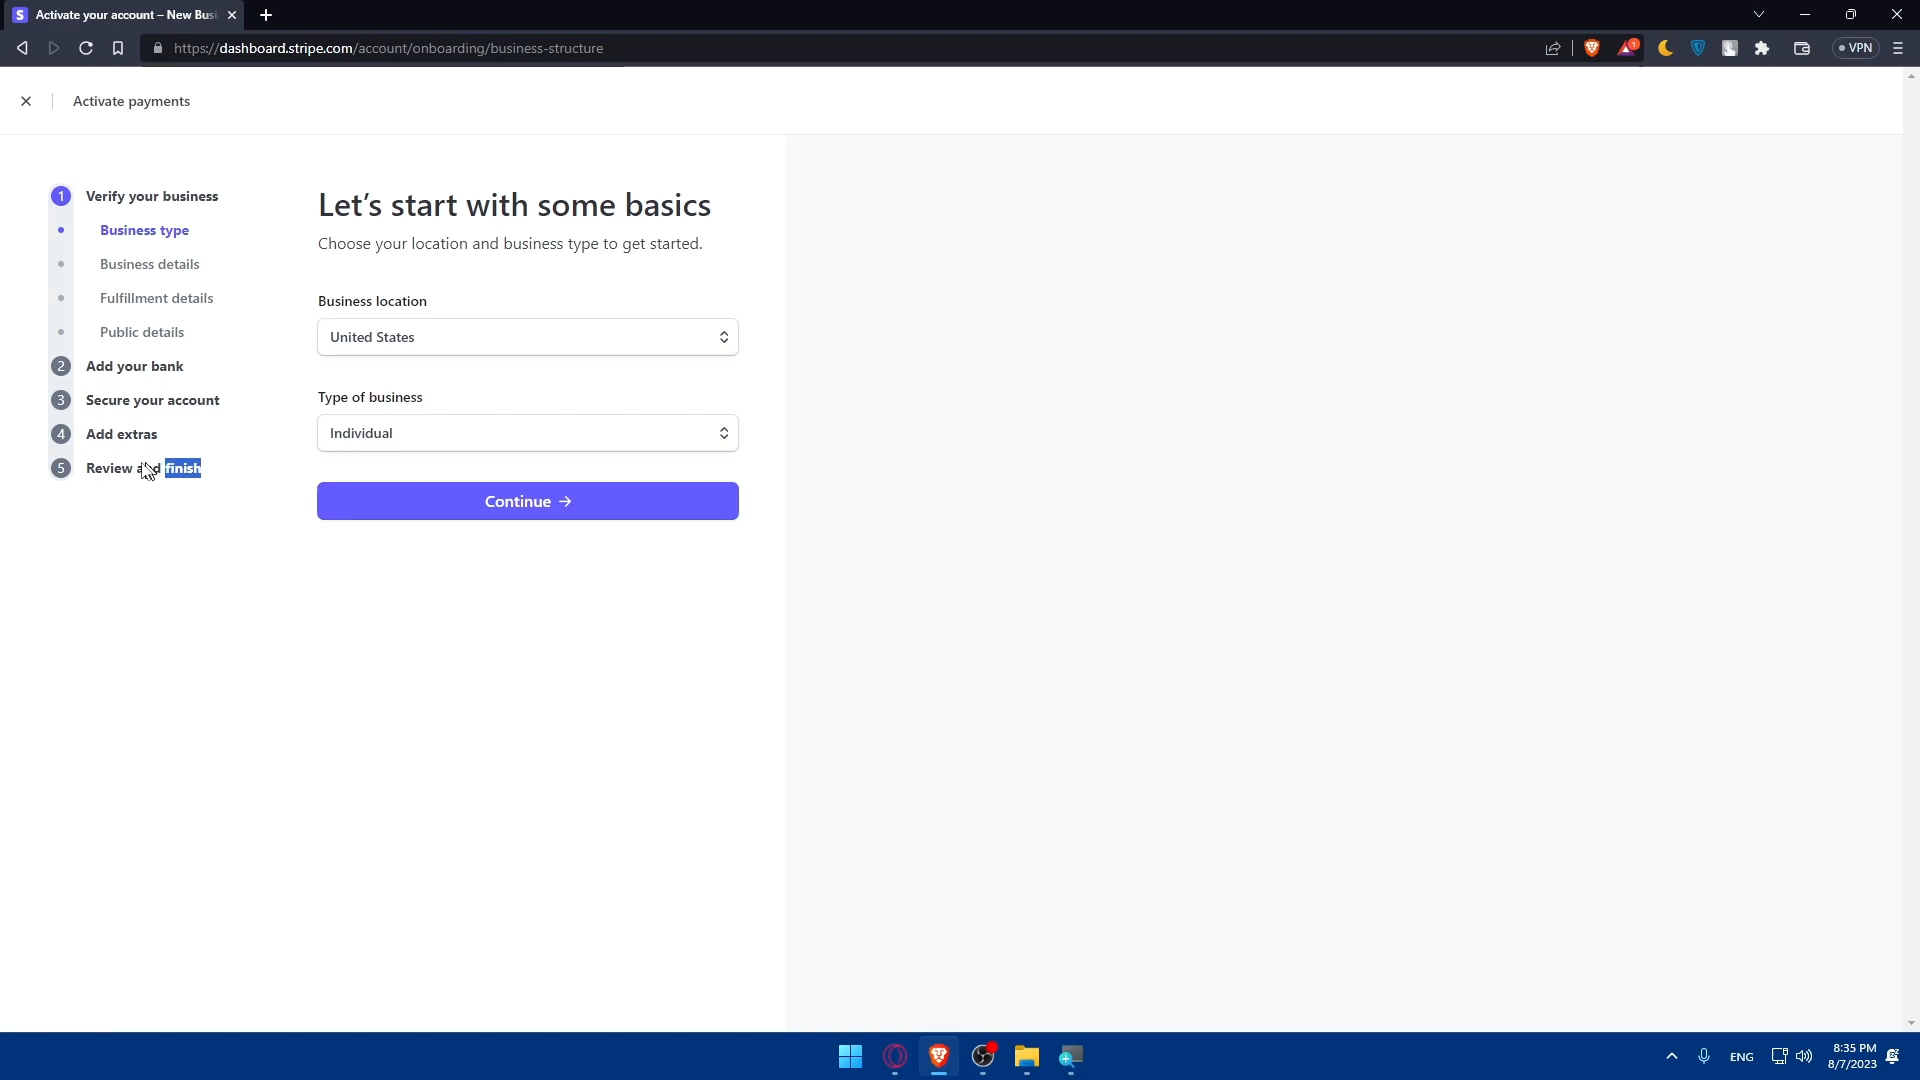 S Activate your account – New Busi
https://dashboard.stripe.com/account/onboarding/business-structure
1
VPN
Activate payments
1 Verify your business
Business type
Business details
Fulfillment details
Public details
2 Add your bank
3 Secure your account
4 Add extras
5 Review and finish
Let's start with some basics
Choose your location and business type to get started.
Business location
United States
Type of business
Individual
Continue →
ENG
8:35 PM
8/7/2023